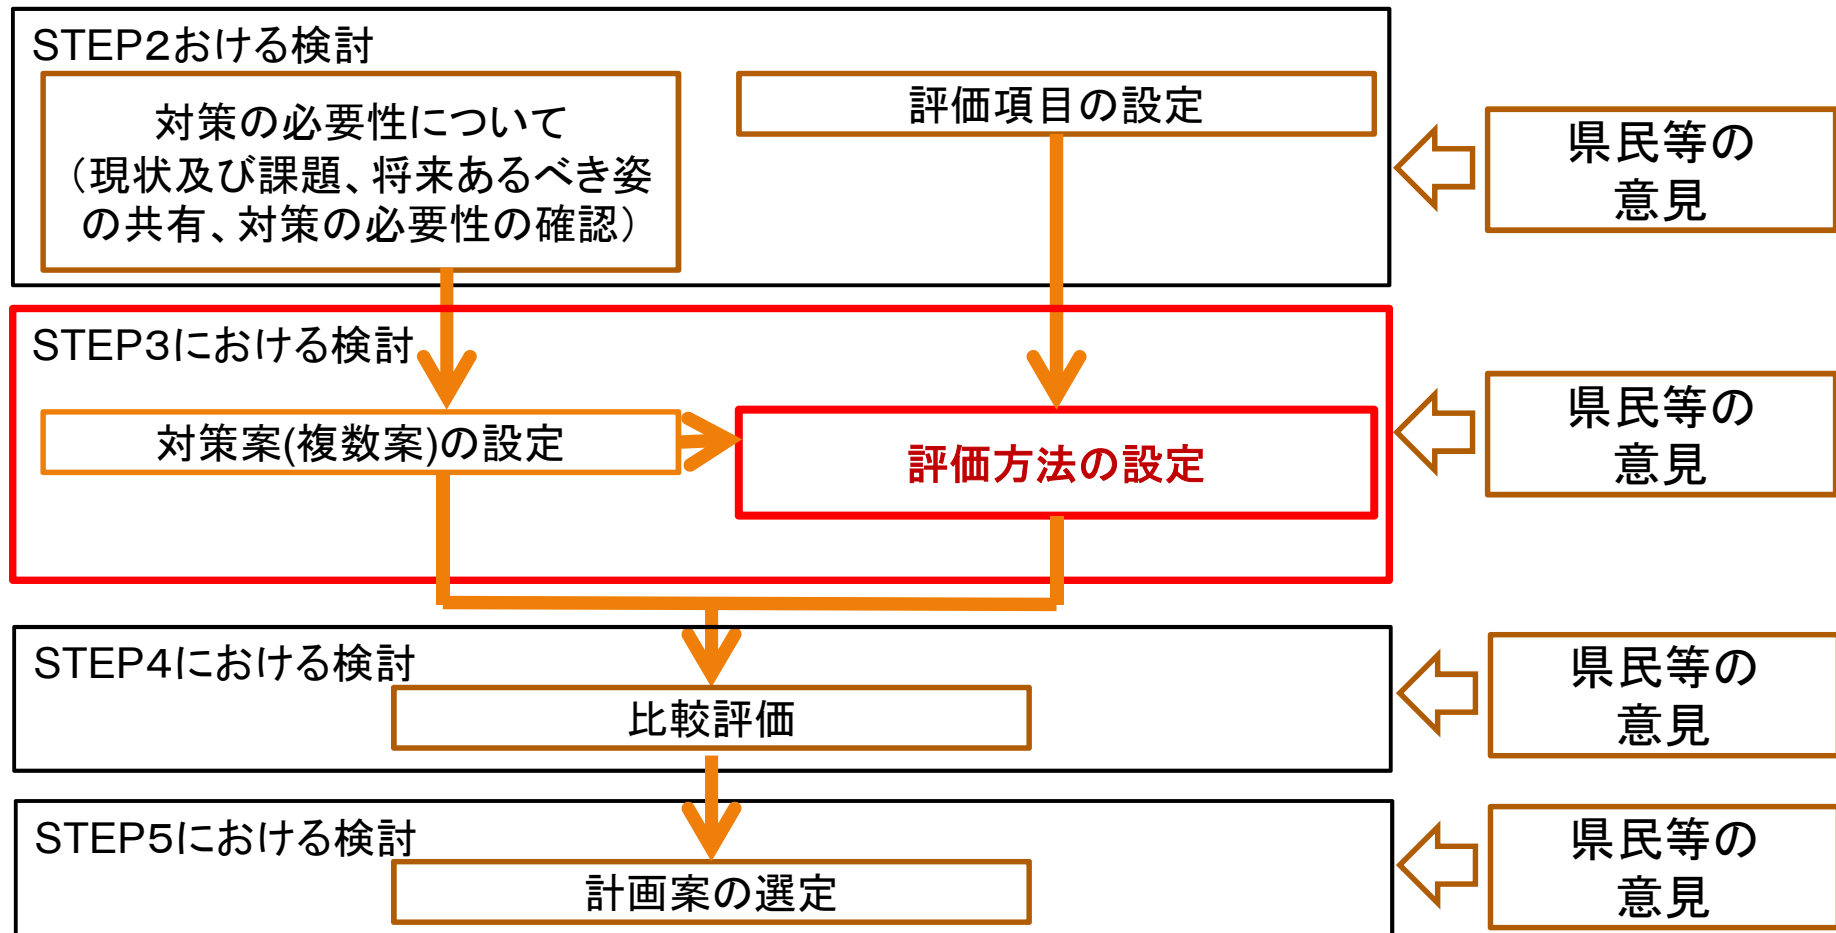 STEP2おける検討
対策の必要性について
(現状及び課題、将来あるべき姿
の共有、対策の必要性の確認)
評価項目の設定
県民等の
意見
STEP3における検討
対策案(複数案)の設定
評価方法の設定
県民等の
意見
STEP4における検討
比較評価
県民等の
意見
STEP5における検討
計画案の選定
県民等の
意見